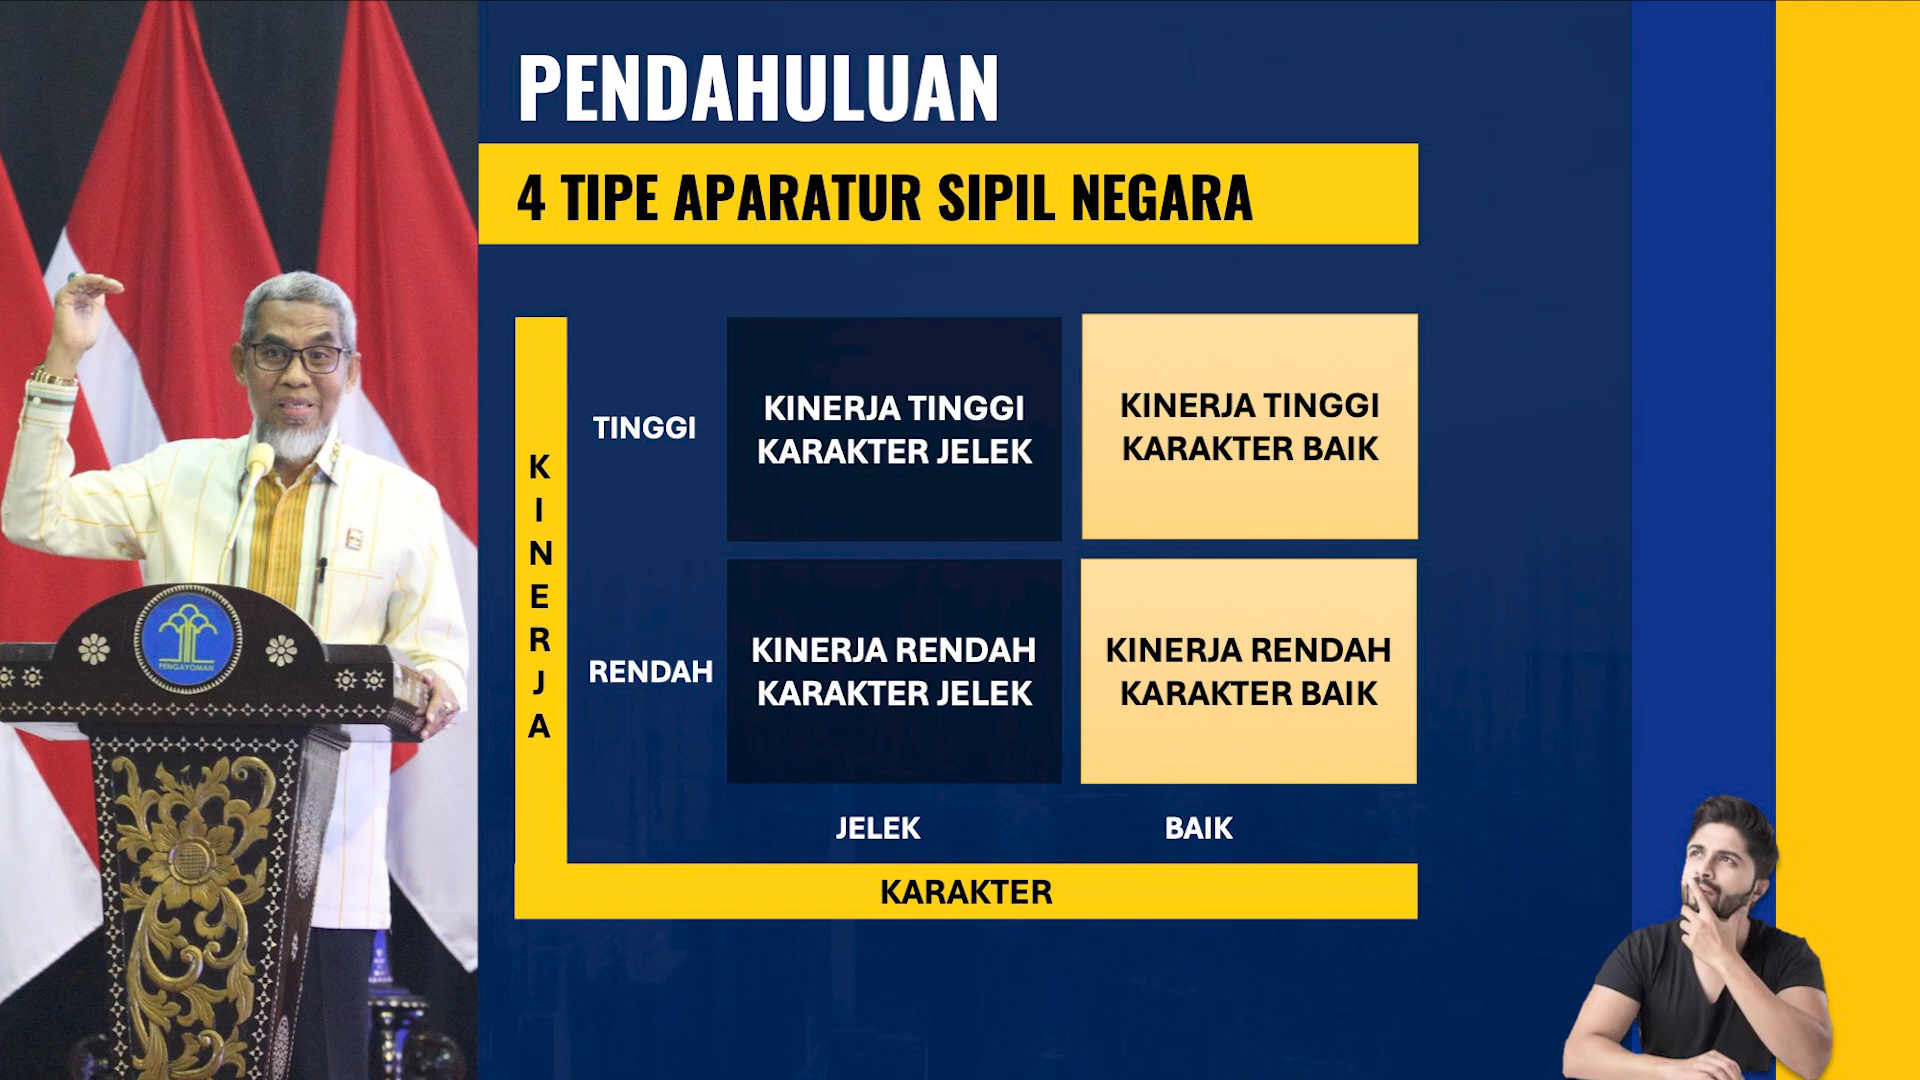 PENDAHULUAN
4 TIPE APARATUR SIPIL NEGARA
KINERJA
TINGGI
KINERJA TINGGI
KARAKTER JELEK
KINERJA TINGGI
KARAKTER BAIK
RENDAH
KINERJA RENDAH
KARAKTER JELEK
KINERJA RENDAH
KARAKTER BAIK
JELEK
BAIK
KARAKTER
PENGAYOMAN